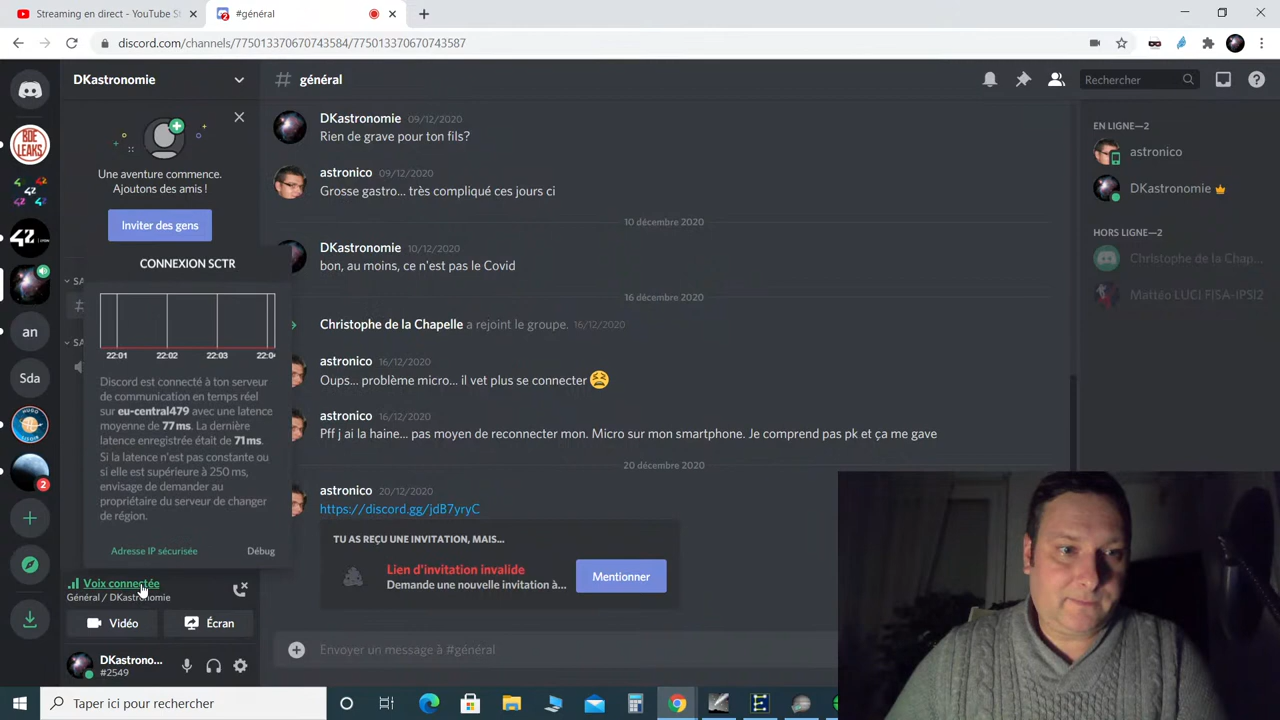 Streaming en direct - YouTube St
#général
discord.com/channels/775013370670743584/775013370670743587
DKastronomie
# général
Rechercher
Une aventure commence.
Ajoutons des amis !
Inviter des gens
BDE
LEAKS
42
an
Sda
2
CONNEXION SCTR
22:01 22:02 22:03
Discord est connecté à ton serveur
de communication en temps réel
sur eu-central479 avec une latence
moyenne de 77ms. La dernière
latence enregistrée était de 71ms.
Si la latence n'est pas constante ou
si elle est supérieure à 250 ms,
envisage de demander au
propriétaire du serveur de changer
de région.
Adresse IP sécurisée
Débug
Voix connectée
Général / DKastronomie
Vidéo
Écran
DKastrono...
#2549
DKastronomie 09/12/2020
Rien de grave pour ton fils?
astronico 09/12/2020
Grosse gastro... très compliqué ces jours ci
10 décembre 2020
DKastronomie 10/12/2020
bon, au moins, ce n'est pas le Covid
16 décembre 2020
Christophe de la Chapelle a rejoint le groupe. 16/12/2020
astronico 16/12/2020
Oups... problème micro... il vet plus se connecter
astronico 16/12/2020
Pff j ai la haine... pas moyen de reconnecter mon. Micro sur mon smartphone. Je comprend pas pk et ça me gave
20 décembre 2020
astronico 20/12/2020
https://discord.gg/jdB7yryC
TU AS REÇU UNE INVITATION, MAIS...
Lien d'invitation invalide
Demande une nouvelle invitation à...
Mentionner
Envoyer un message à #général
EN LIGNE—2
astronico
DKastronomie
HORS LIGNE—2
Christophe de la Chap...
Mattéo LUCI F|SA-IPS|2
Taper ici pour rechercher